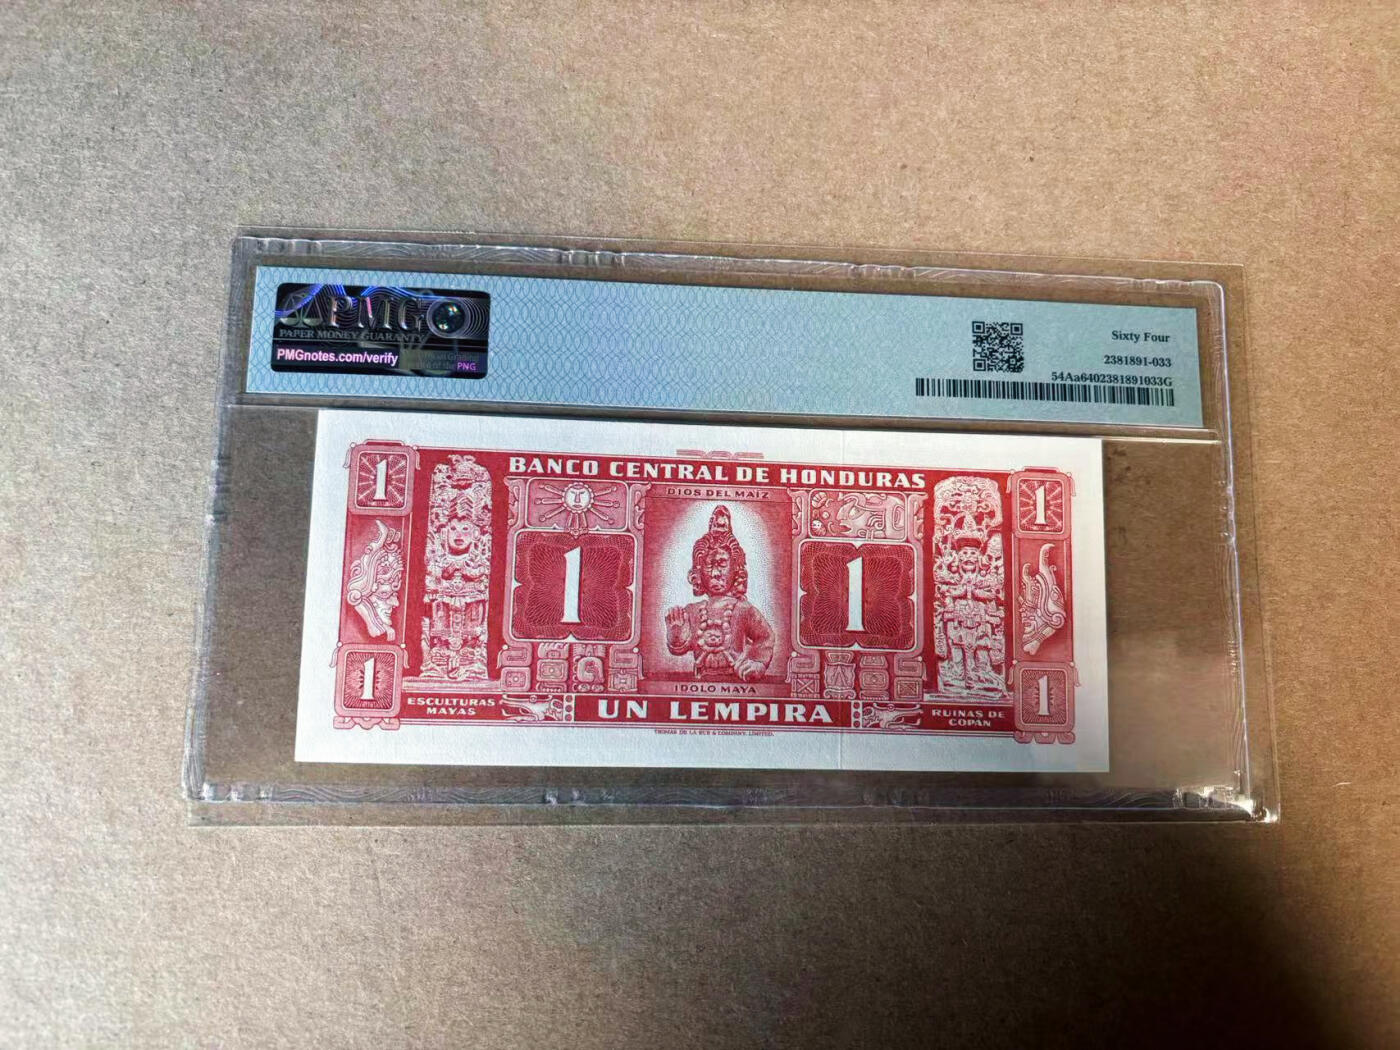 PMG
PAPER MONEY GUARANTY
PMGnotes.com/verify
PNG
Sixty Four
2381891-033
54Aa6402381891033G
BANCO CENTRAL DE HONDURAS
DIOS DEL MAÍZ
1
1
1
1
1
1
IDOLO MAYA
ESCULTURAS
MAYAS
UN LEMPIRA
RUINAS DE
COPAN
THOMAS DE LA RUE & COMPANY, LIMITED.